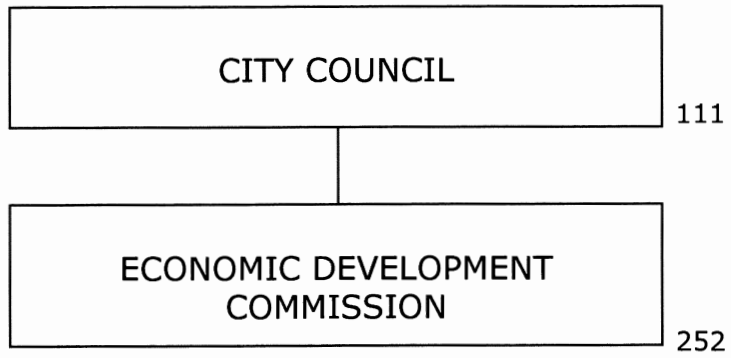 CITY COUNCIL
111
ECONOMIC DEVELOPMENT
COMMISSION
252